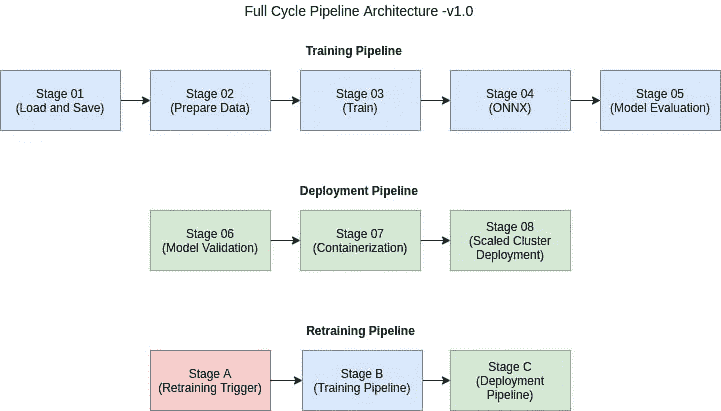 Full Cycle Pipeline Architecture -v1.0
Training Pipeline
Stage 01
(Load and Save)
Stage 02
(Prepare Data)
Stage 03
(Train)
Stage 04
(ONNX)
Stage 05
(Model Evaluation)
Deployment Pipeline
Stage 06
(Model Validation)
Stage 07
(Containerization)
Stage 08
(Scaled Cluster
Deployment)
Retraining Pipeline
Stage A
(Retraining Trigger)
Stage B
(Training Pipeline)
Stage C
(Deployment
Pipeline)